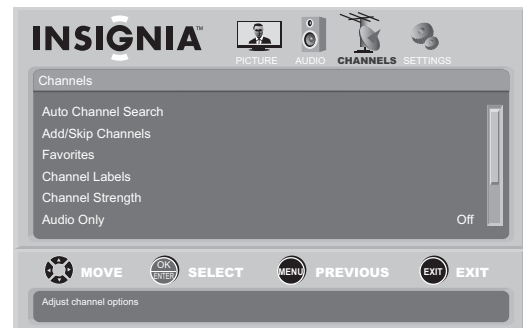 INSIGNIA™
PICTURE AUDIO CHANNELS SETTINGS
Channels
Auto Channel Search
Add/Skip Channels
Favorites
Channel Labels
Channel Strength
Audio Only Off
MOVE OK ENTER SELECT MENU PREVIOUS EXIT EXIT
Adjust channel options